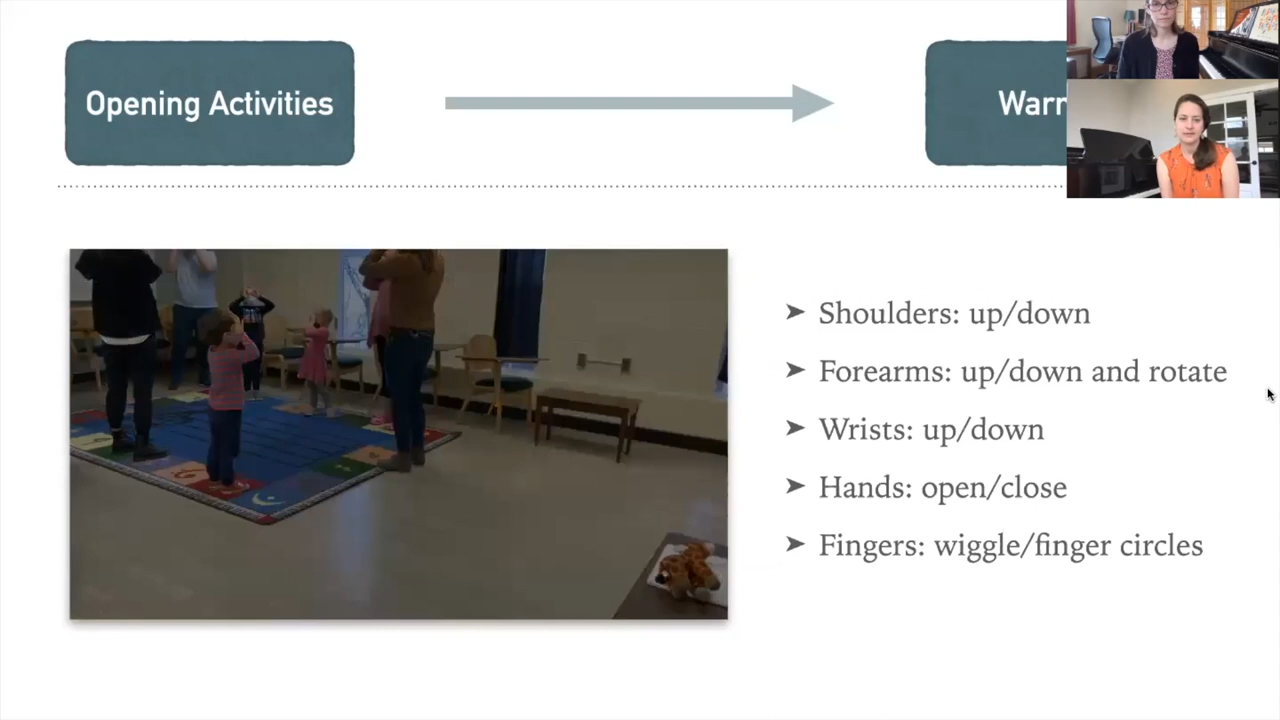 Opening Activities
Shoulders: up/down
Forearms: up/down and rotate
Wrists: up/down
Hands: open/close
Fingers: wiggle/finger circles